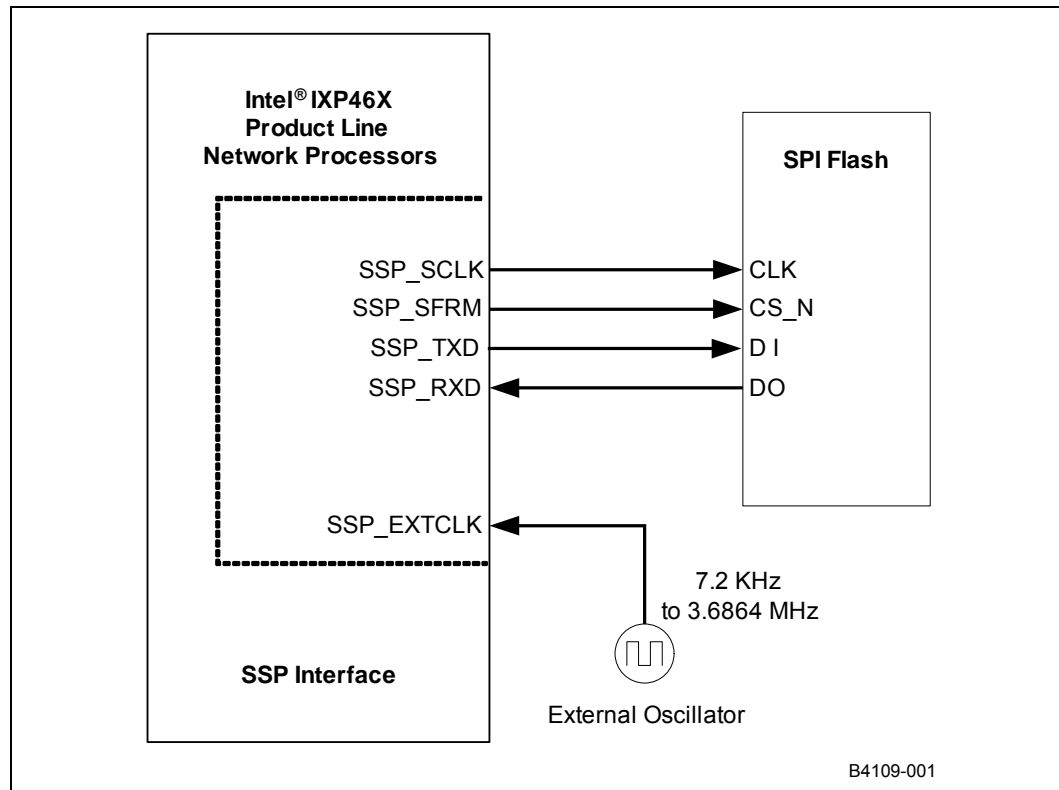 Intel® IXP46X
Product Line
Network Processors
SPI Flash
SSP_SCLK
CLK
SSP_SFRM
CS_N
SSP_TXD
D I
SSP_RXD
DO
SSP_EXTCLK
7.2 KHz
to 3.6864 MHz
SSP Interface
External Oscillator
B4109-001